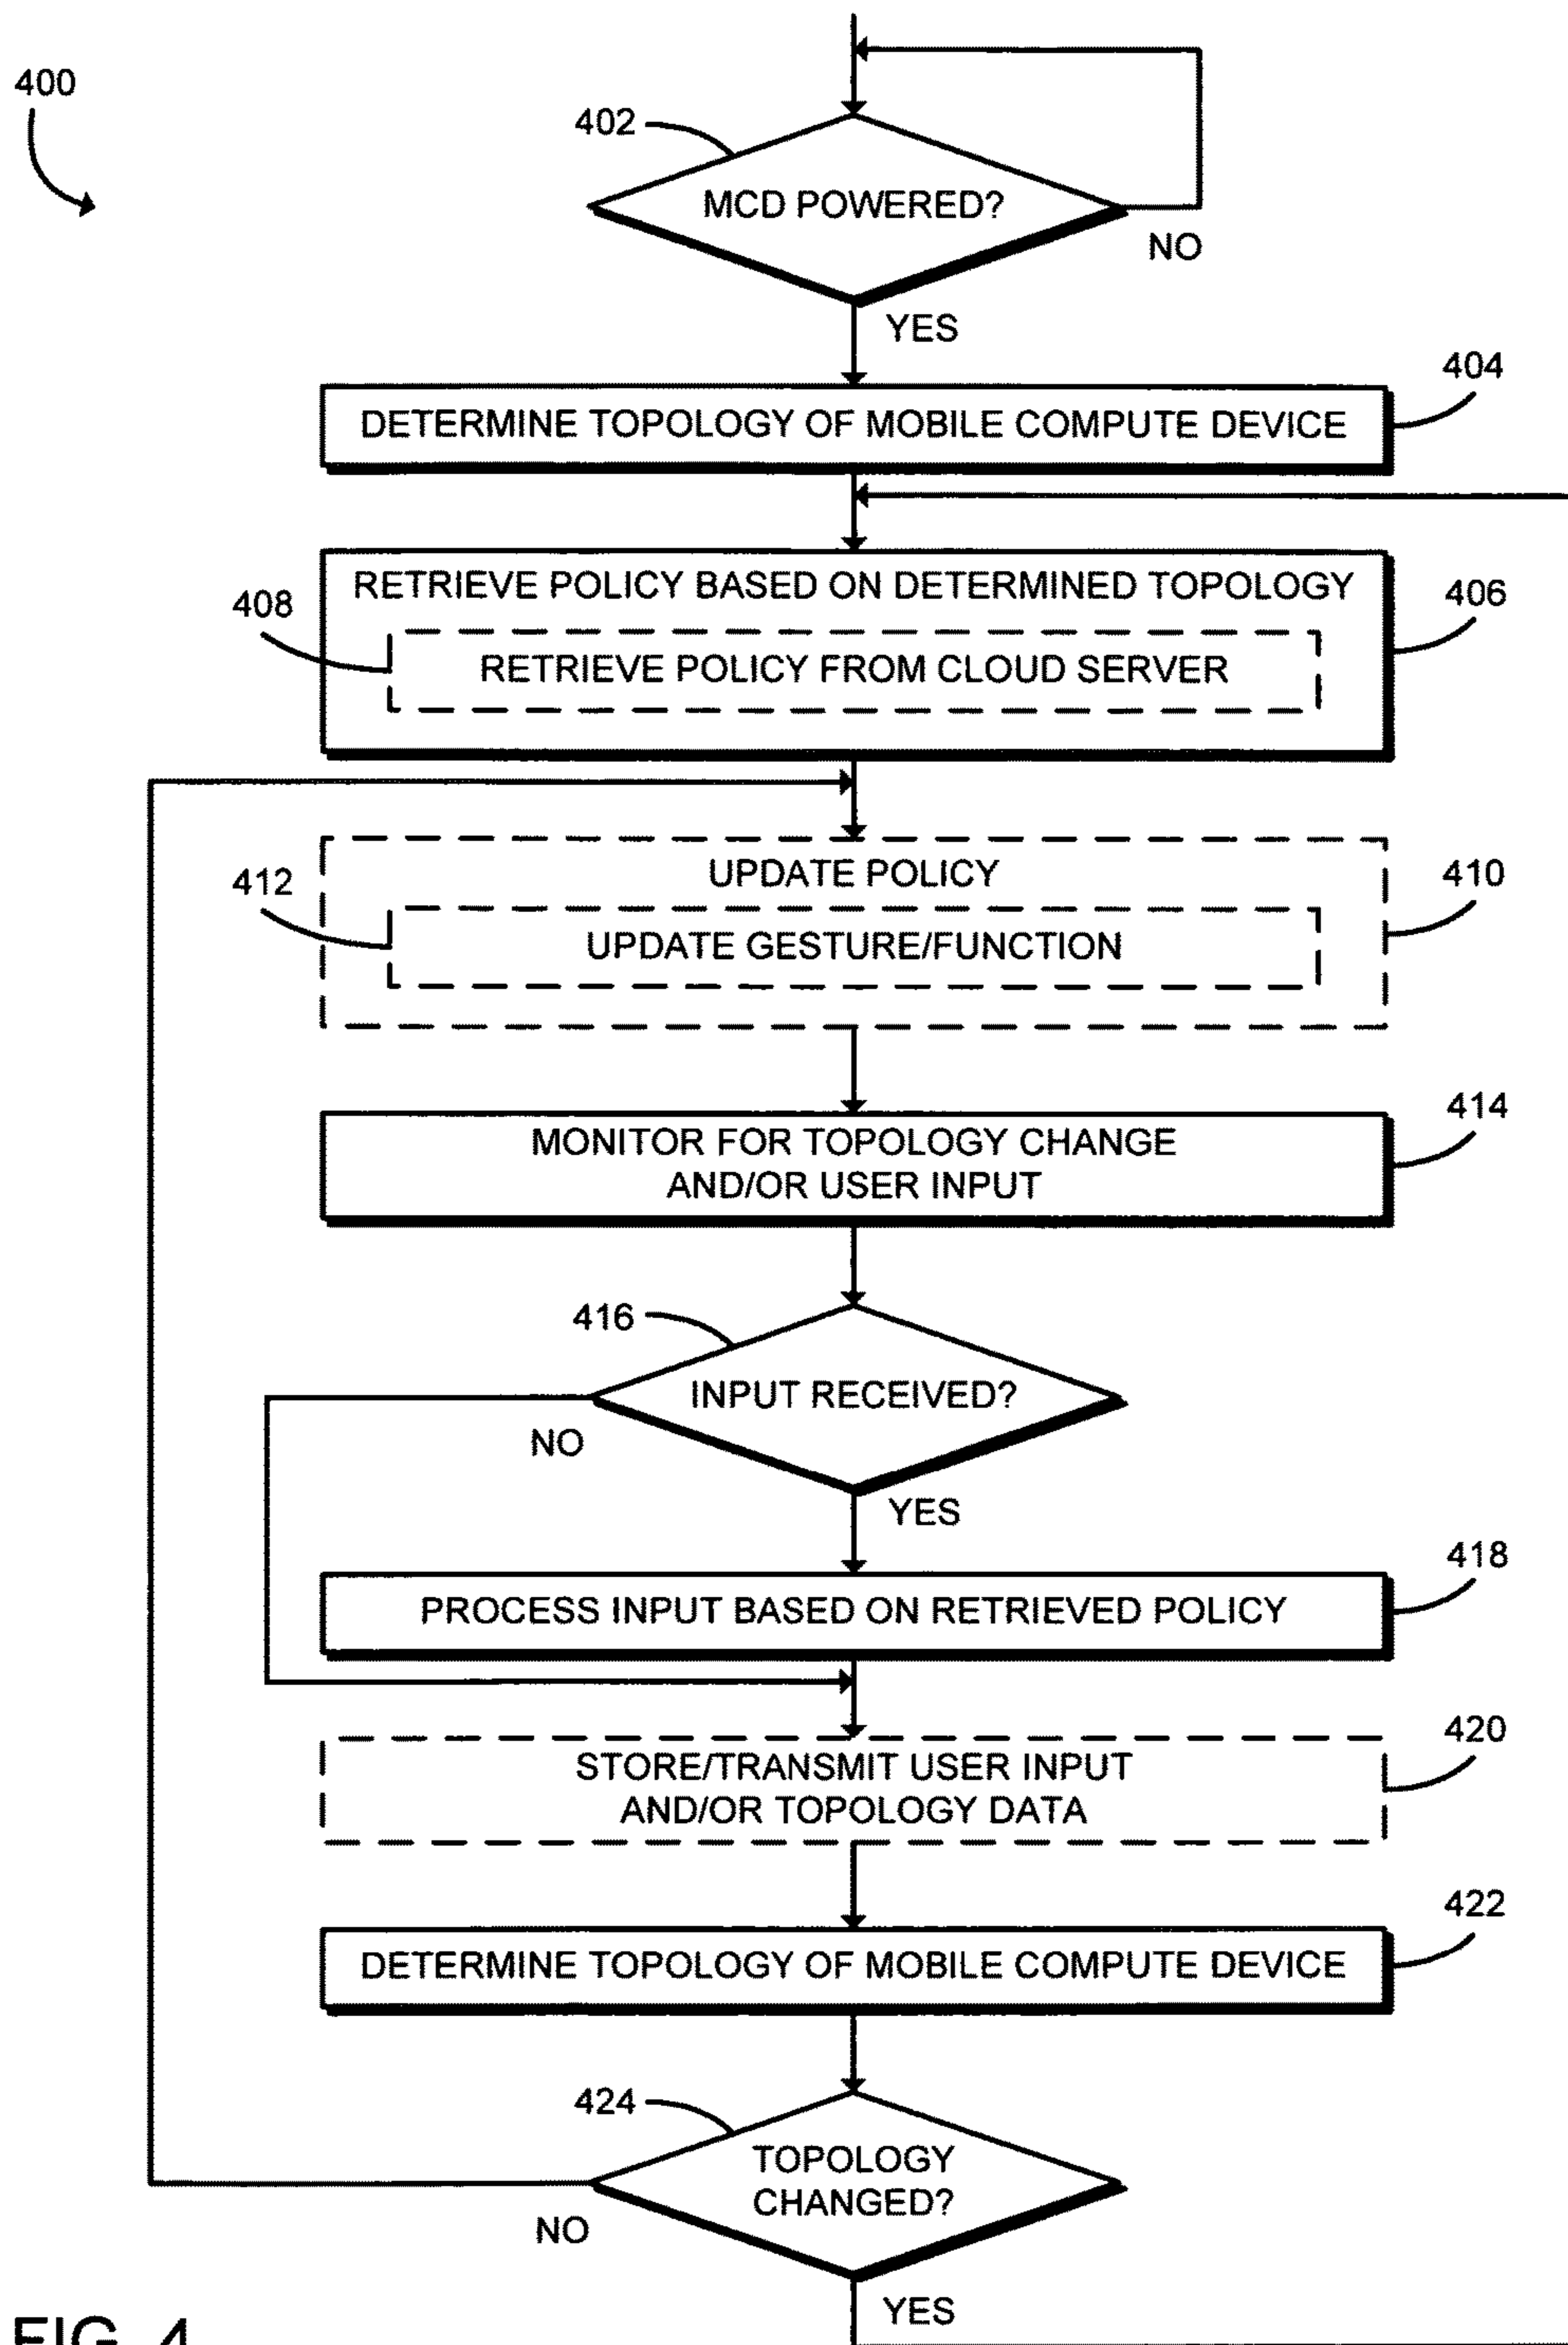 400
402
MCD POWERED?
NO
YES
404
DETERMINE TOPOLOGY OF MOBILE COMPUTE DEVICE
406
RETRIEVE POLICY BASED ON DETERMINED TOPOLOGY
408
RETRIEVE POLICY FROM CLOUD SERVER
410
UPDATE POLICY
412
UPDATE GESTURE/FUNCTION
414
MONITOR FOR TOPOLOGY CHANGE
AND/OR USER INPUT
416
INPUT RECEIVED?
NO
YES
418
PROCESS INPUT BASED ON RETRIEVED POLICY
420
STORE/TRANSMIT USER INPUT
AND/OR TOPOLOGY DATA
422
DETERMINE TOPOLOGY OF MOBILE COMPUTE DEVICE
424
TOPOLOGY
CHANGED?
NO
YES
FIG. 4